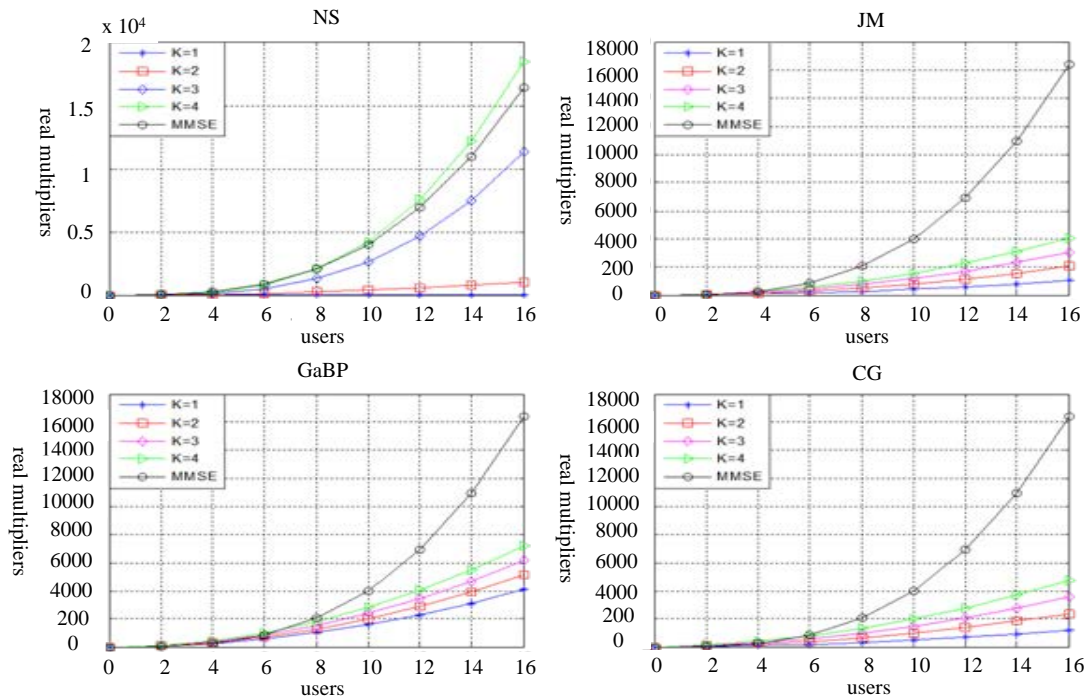 NS
x 10⁴
2
1.5
1
0.5
0
real multipliers
K=1
K=2
K=3
K=4
MMSE
0 2 4 6 8 10 12 14 16
users
JM
18000
16000
14000
12000
10000
8000
6000
4000
200
0
real multipliers
K=1
K=2
K=3
K=4
MMSE
0 2 4 6 8 10 12 14 16
users
GaBP
18000
16000
14000
12000
10000
8000
6000
4000
200
0
real multipliers
K=1
K=2
K=3
K=4
MMSE
0 2 4 6 8 10 12 14 16
users
CG
18000
16000
14000
12000
10000
8000
6000
4000
200
0
real multipliers
K=1
K=2
K=3
K=4
MMSE
0 2 4 6 8 10 12 14 16
users